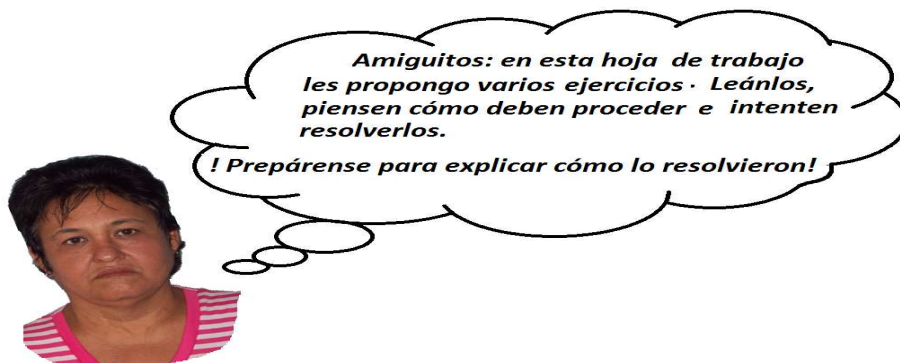 Amiguitos: en esta hoja de trabajo
les propongo varios ejercicios · Leánlos,
piensen cómo deben proceder e intenten
resolverlos.
! Prepárense para explicar cómo lo resolvieron!